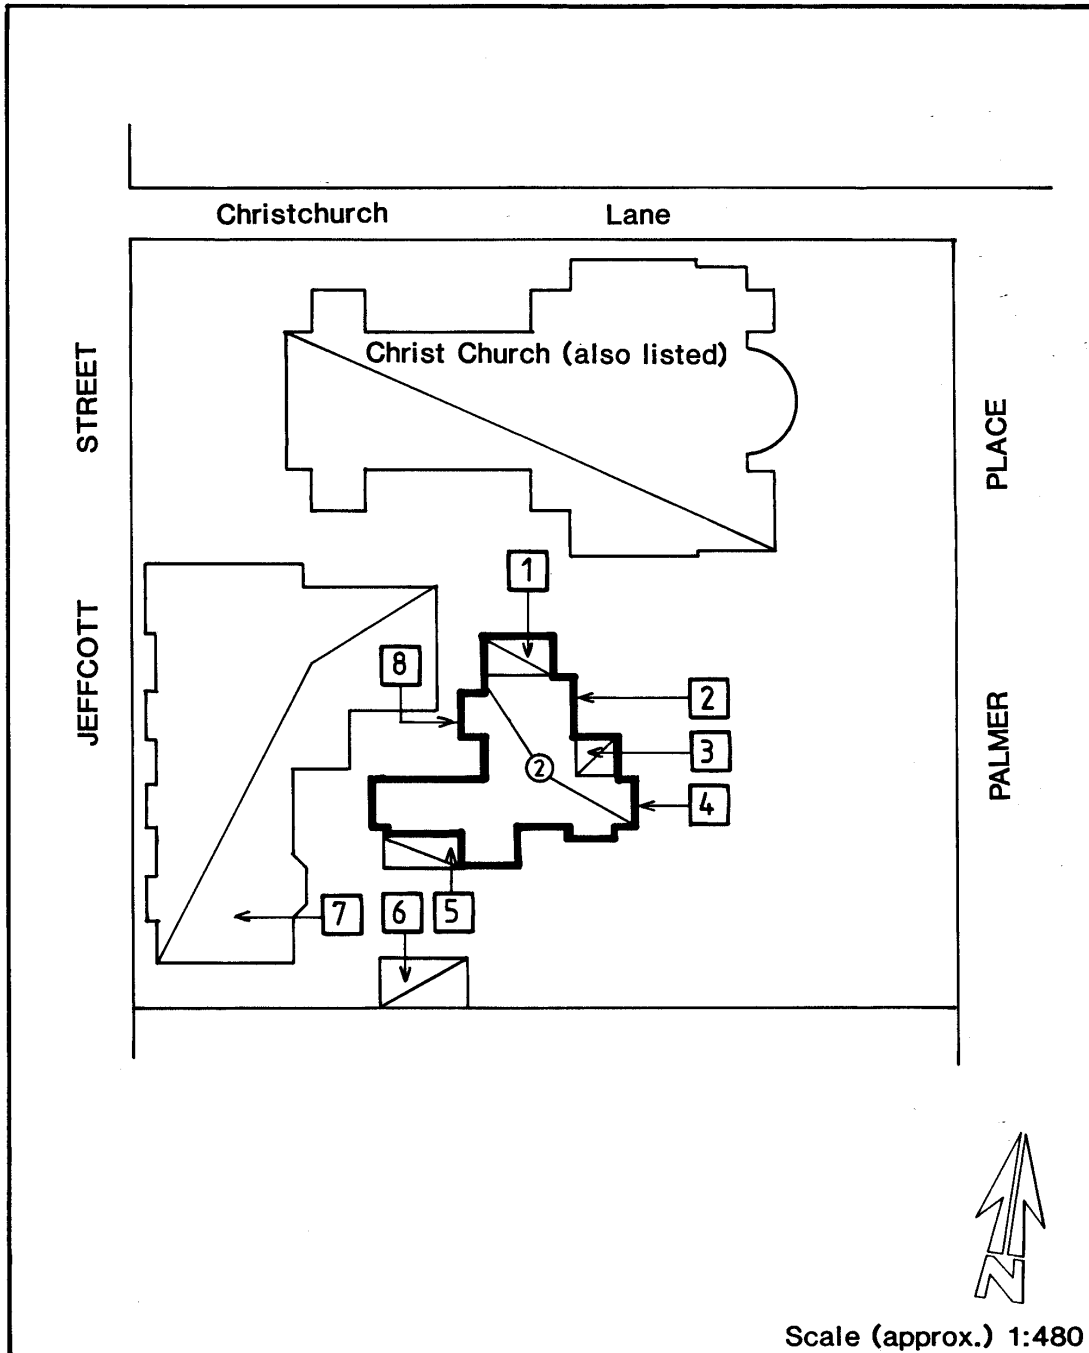 Christchurch Lane
STREET
Christ Church (also listed)
PLACE
1
JEFFCOTT
8
2
PALMER
3
2
4
7
6
5
N
Scale (approx.) 1:480